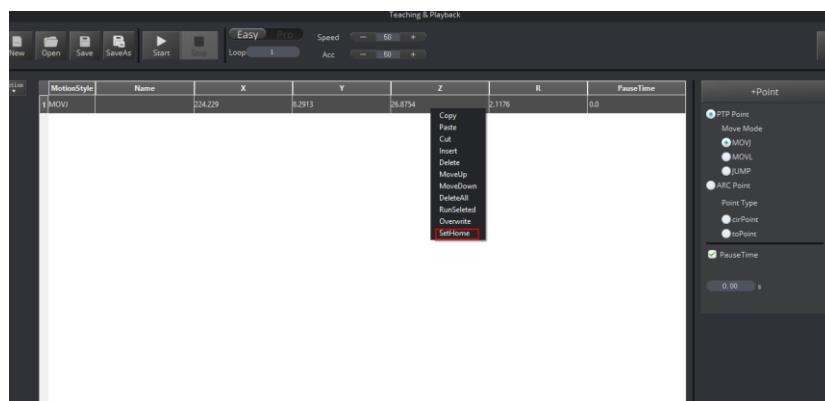 Teaching & Playback
New Open Save SaveAs Start Stop
Easy Pro
Loop 1
Speed — 50 +
Acc — 50 +
MotionStyle Name X Y Z R PauseTime
1 MOVJ 224.229 8.2913 26.8754 2.1176 0.0
Copy
Paste
Cut
Insert
Delete
MoveUp
MoveDown
DeleteAll
RunSeleted
Overwrite
SetHome
+Point
PTP Point
Move Mode
MOVJ
MOVL
JUMP
ARC Point
Point Type
cirPoint
toPoint
PauseTime
0.00 s